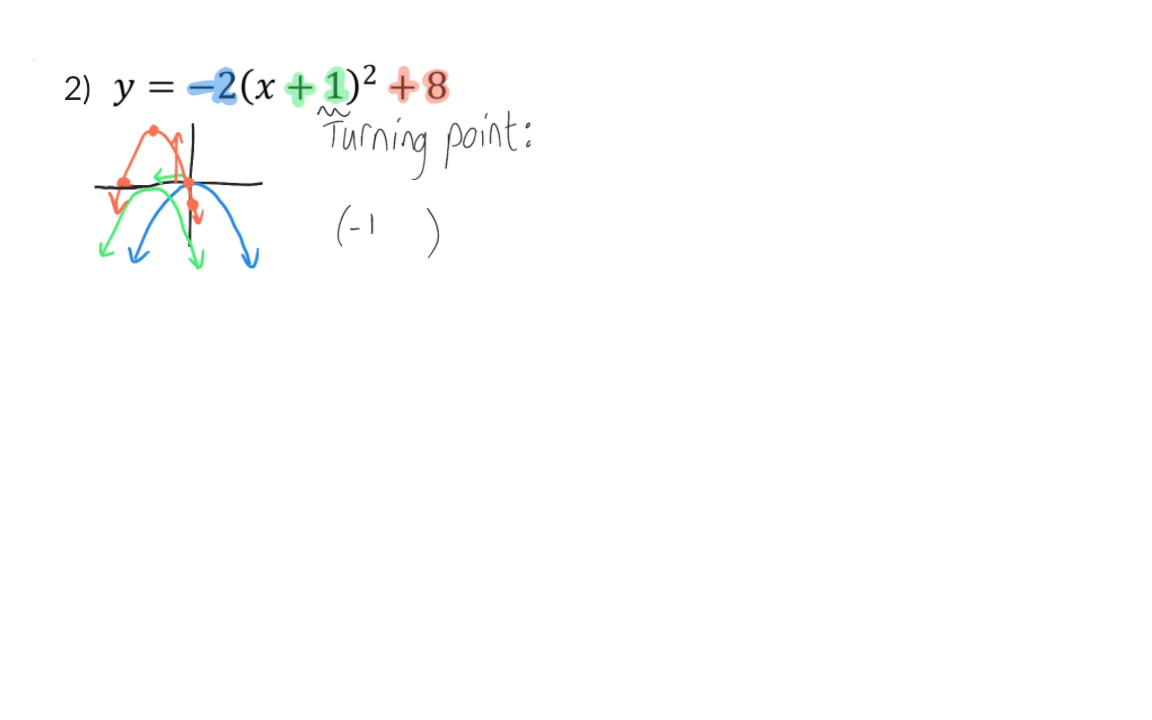 2) y = −2(x + 1)² + 8
Turning point:
(-1 )